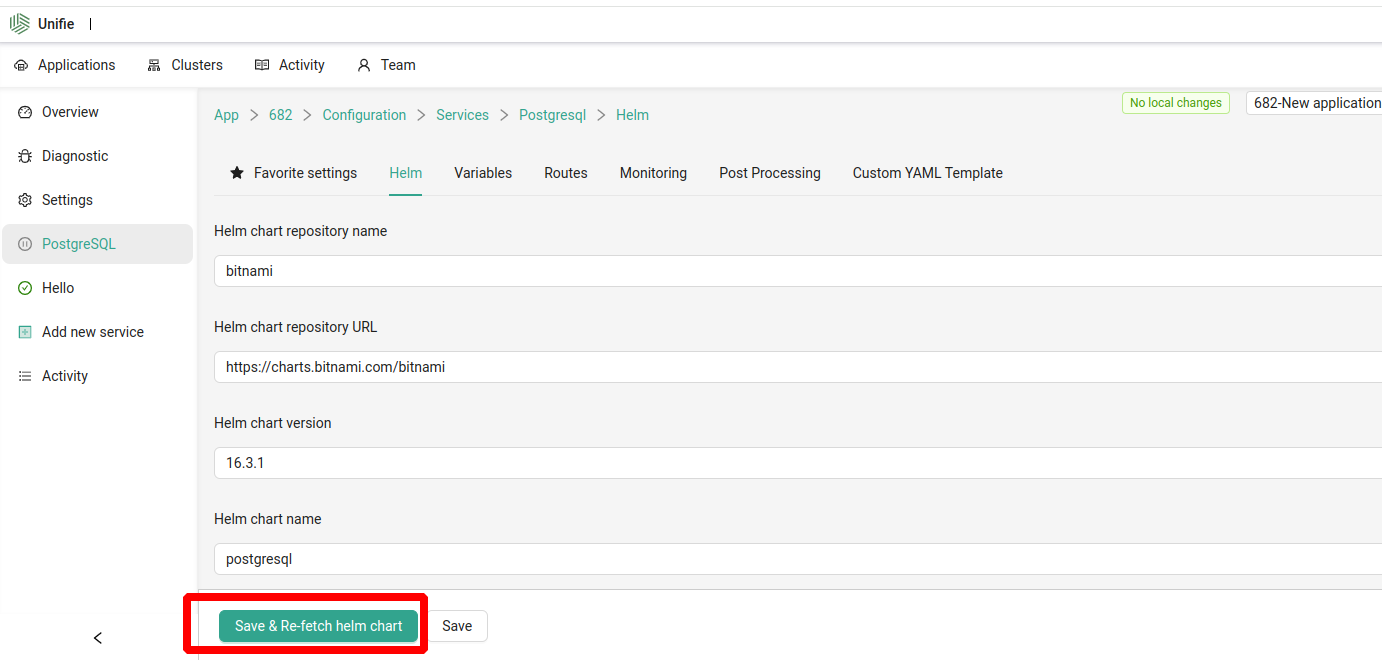 Unifie |
Applications Clusters Activity Team
Overview
Diagnostic
Settings
PostgreSQL
Hello
Add new service
Activity
App > 682 > Configuration > Services > Postgresql > Helm
No local changes
682-New application
Favorite settings Helm Variables Routes Monitoring Post Processing Custom YAML Template
Helm chart repository name
bitnami
Helm chart repository URL
https://charts.bitnami.com/bitnami
Helm chart version
16.3.1
Helm chart name
postgresql
Save & Re-fetch helm chart Save